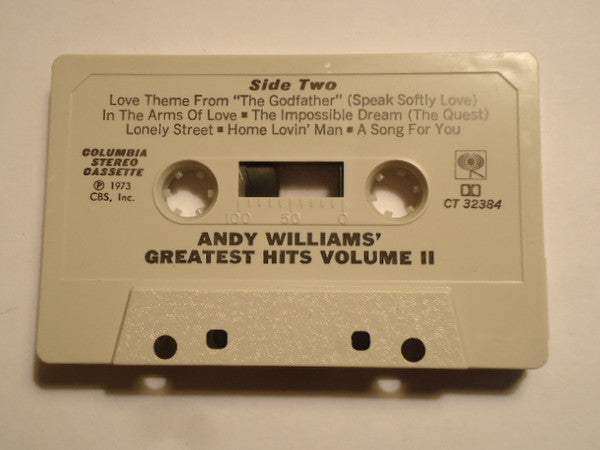 Side Two
Love Theme From "The Godfather" (Speak Softly Love)
In The Arms Of Love ▪ The Impossible Dream (The Quest)
Lonely Street ▪ Home Lovin' Man ▪ A Song For You
COLUMBIA
STEREO
CASSETTE
℗ 1973
CBS, Inc.
CT 32384
100 50 0
ANDY WILLIAMS'
GREATEST HITS VOLUME II